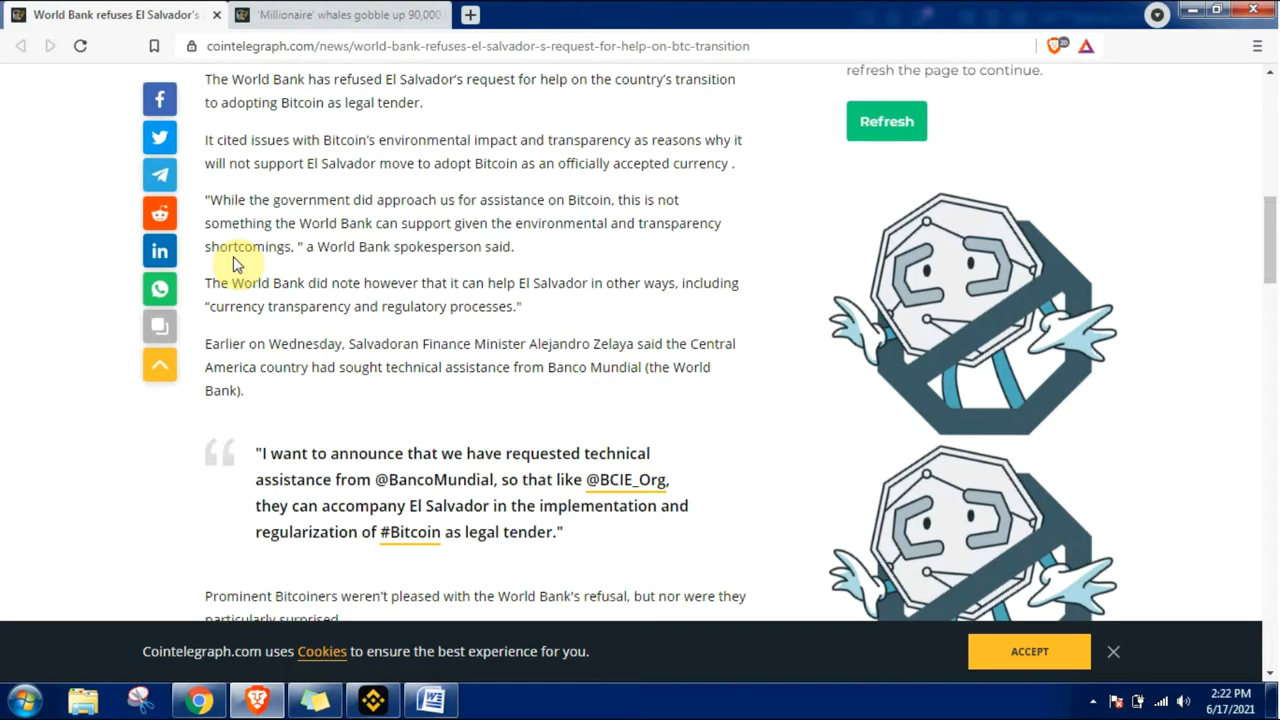 World Bank refuses El Salvador's
'Millionaire' whales gobble up 90,000
cointelegraph.com/news/world-bank-refuses-el-salvador-s-request-for-help-on-btc-transition
The World Bank has refused El Salvador's request for help on the country's transition
to adopting Bitcoin as legal tender.
It cited issues with Bitcoin's environmental impact and transparency as reasons why it
will not support El Salvador move to adopt Bitcoin as an officially accepted currency .
"While the government did approach us for assistance on Bitcoin, this is not
something the World Bank can support given the environmental and transparency
shortcomings, " a World Bank spokesperson said.
The World Bank did note however that it can help El Salvador in other ways, including
“currency transparency and regulatory processes."
Earlier on Wednesday, Salvadoran Finance Minister Alejandro Zelaya said the Central
America country had sought technical assistance from Banco Mundial (the World
Bank).
"I want to announce that we have requested technical
assistance from @BancoMundial, so that like @BCIE_Org,
they can accompany El Salvador in the implementation and
regularization of #Bitcoin as legal tender."
Prominent Bitcoiners weren't pleased with the World Bank's refusal, but nor were they
particularly surprised.
refresh the page to continue.
Refresh
Cointelegraph.com uses Cookies to ensure the best experience for you.
ACCEPT
2:22 PM
6/17/2021